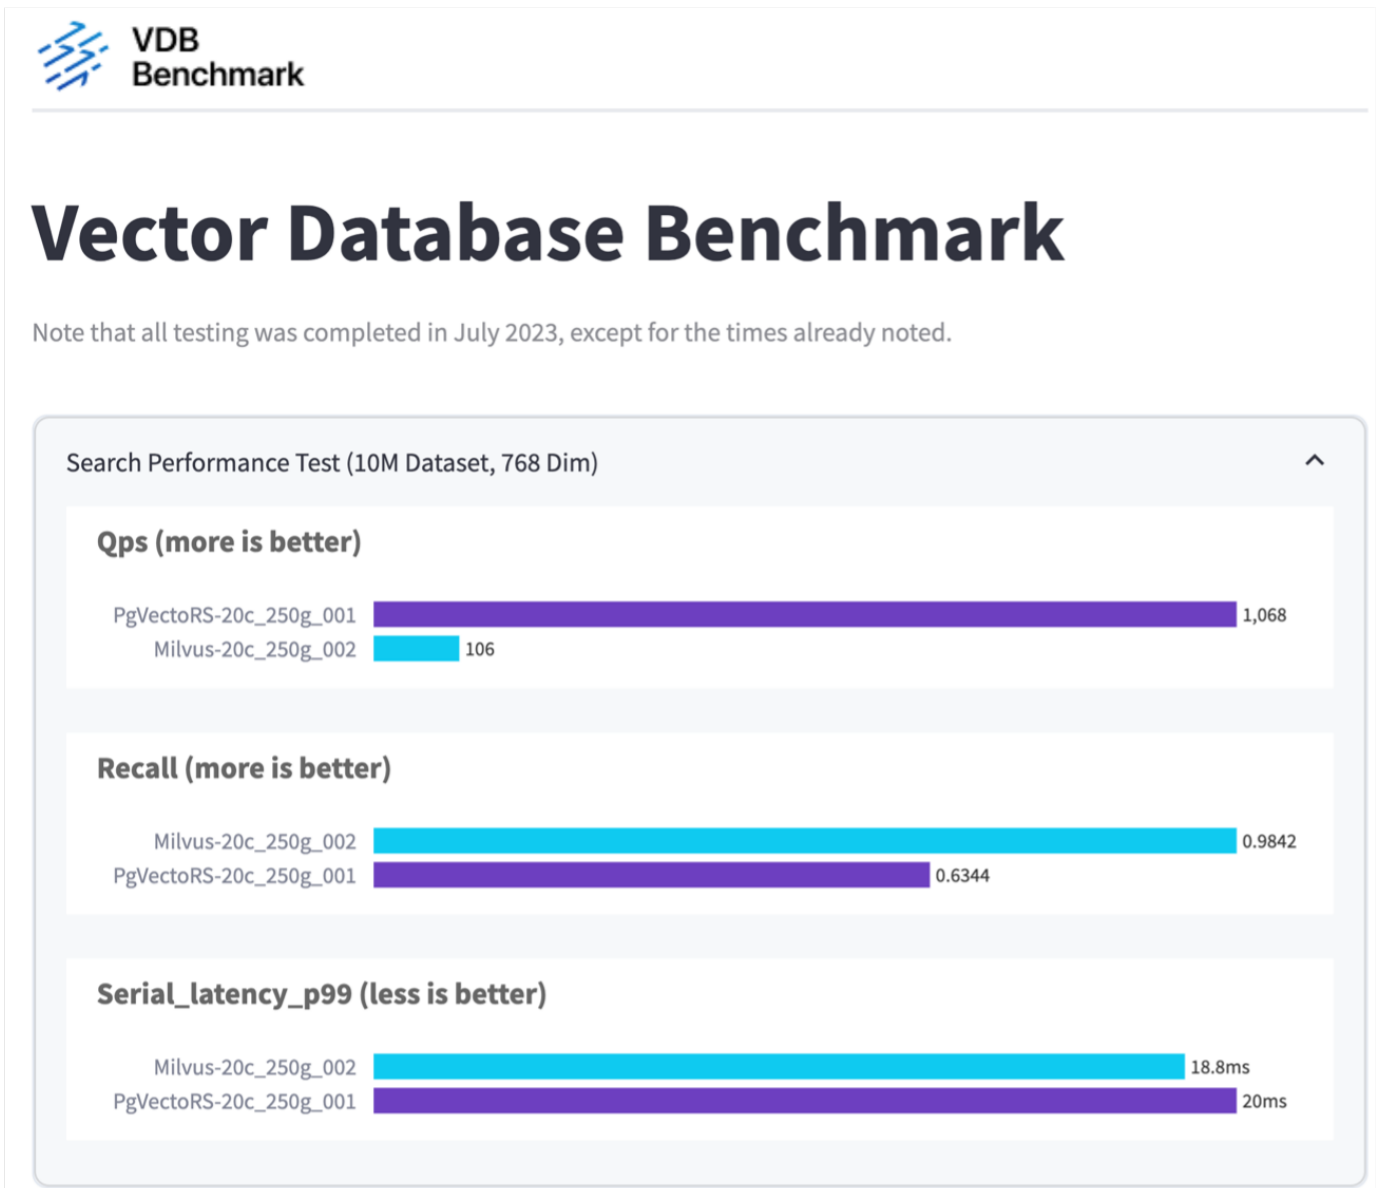 VDB
Benchmark
Vector Database Benchmark
Note that all testing was completed in July 2023, except for the times already noted.
Search Performance Test (10M Dataset, 768 Dim)
Qps (more is better)
PgVectoRS-20c_250g_001 1,068
Milvus-20c_250g_002 106
Recall (more is better)
Milvus-20c_250g_002 0.9842
PgVectoRS-20c_250g_001 0.6344
Serial_latency_p99 (less is better)
Milvus-20c_250g_002 18.8ms
PgVectoRS-20c_250g_001 20ms